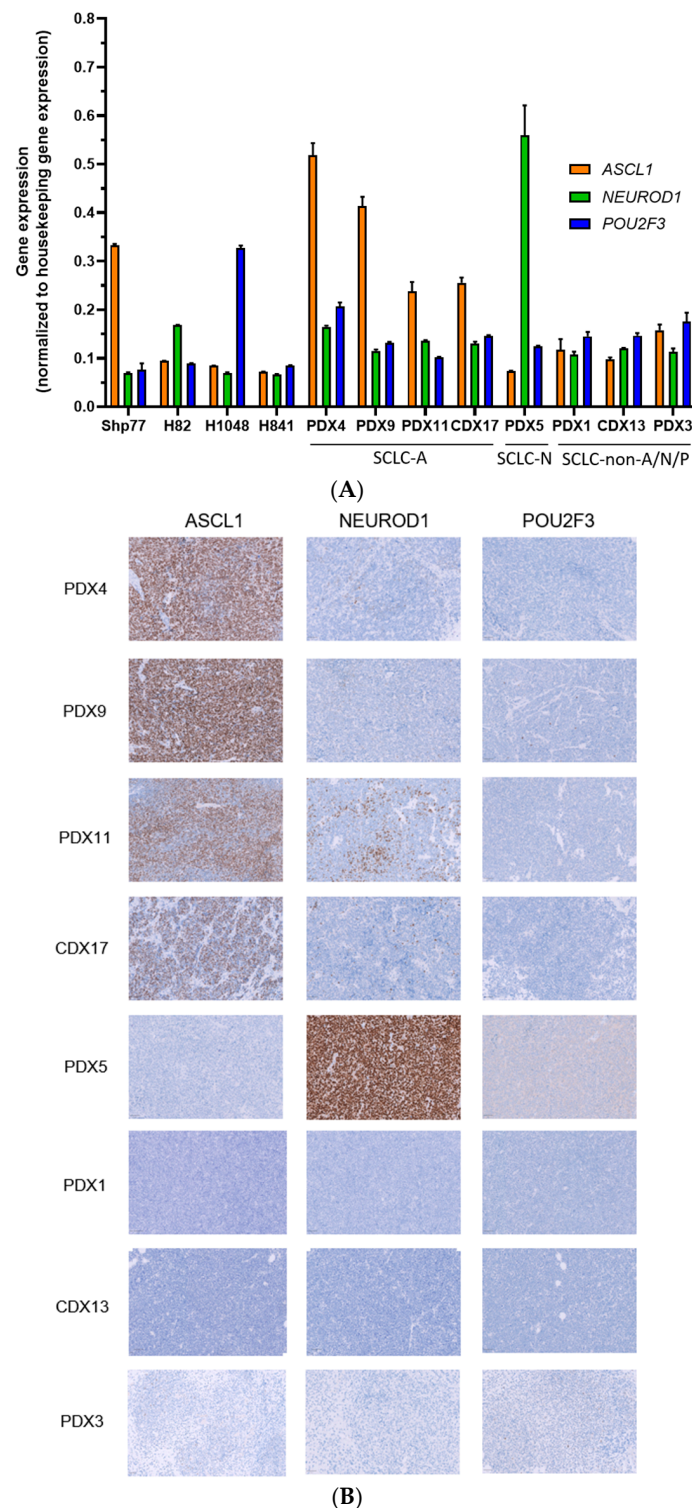 0.8
0.7
0.6
0.5
0.4
0.3
0.2
0.1
0.0
Gene expression
(normalized to housekeeping gene expression)
ASCL1
NEUROD1
POU2F3
Shp77 H82 H1048 H841 PDX4 PDX9 PDX11 CDX17 PDX5 PDX1 CDX13 PDX3
SCLC-A SCLC-N SCLC-non-A/N/P
(A)
ASCL1 NEUROD1 POU2F3
PDX4
PDX9
PDX11
CDX17
PDX5
PDX1
CDX13
PDX3
(B)